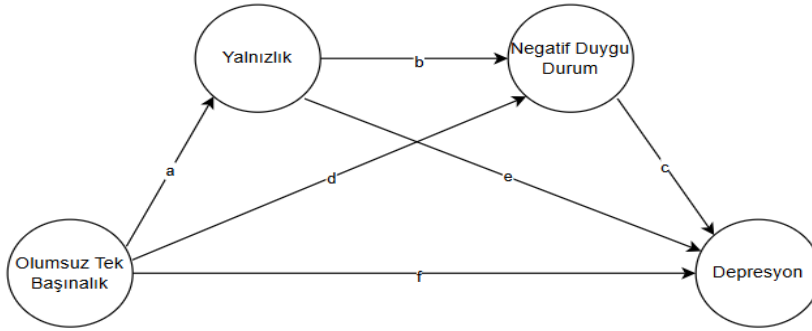 Yalnızlık
b
Negatif Duygu
Durum
a
d
e
c
Olumsuz Tek
Başınalık
f
Depresyon